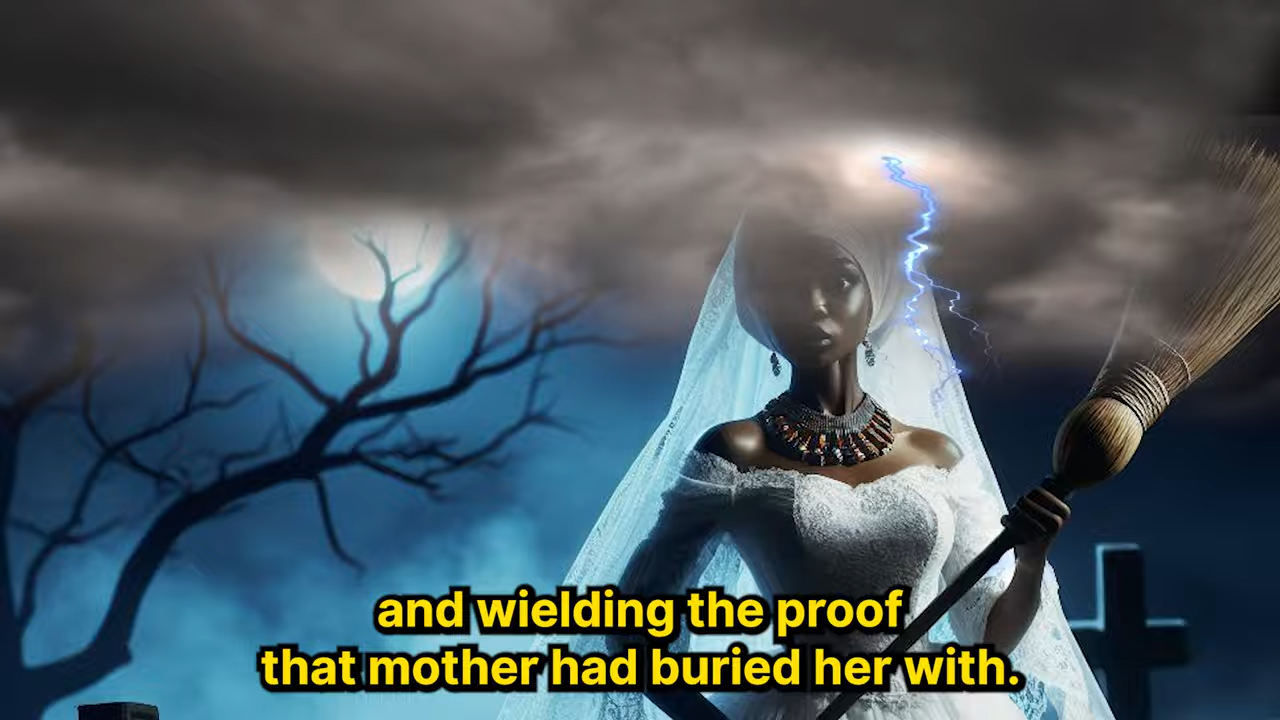 and wielding the proof
that mother had buried her with.